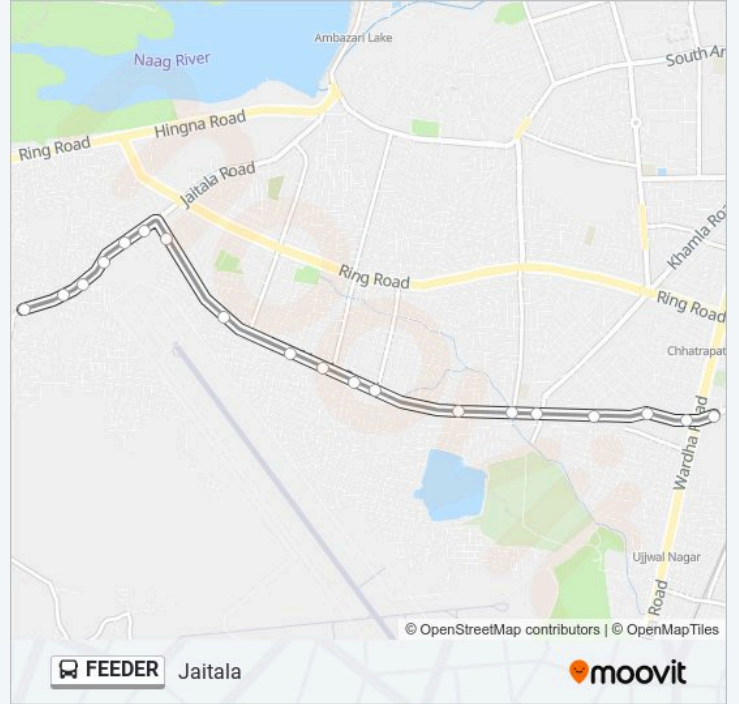 Ambazari Lake
Naag River
South Ar
Hingna Road
Ring Road
Jaitala Road
Khamla Roa
Ring Road
Ring Road
Chhatrapat
Wardha Road
Ujjwal Nagar
Road
© OpenStreetMap contributors | © OpenMapTiles
FEEDER Jaitala
moovit